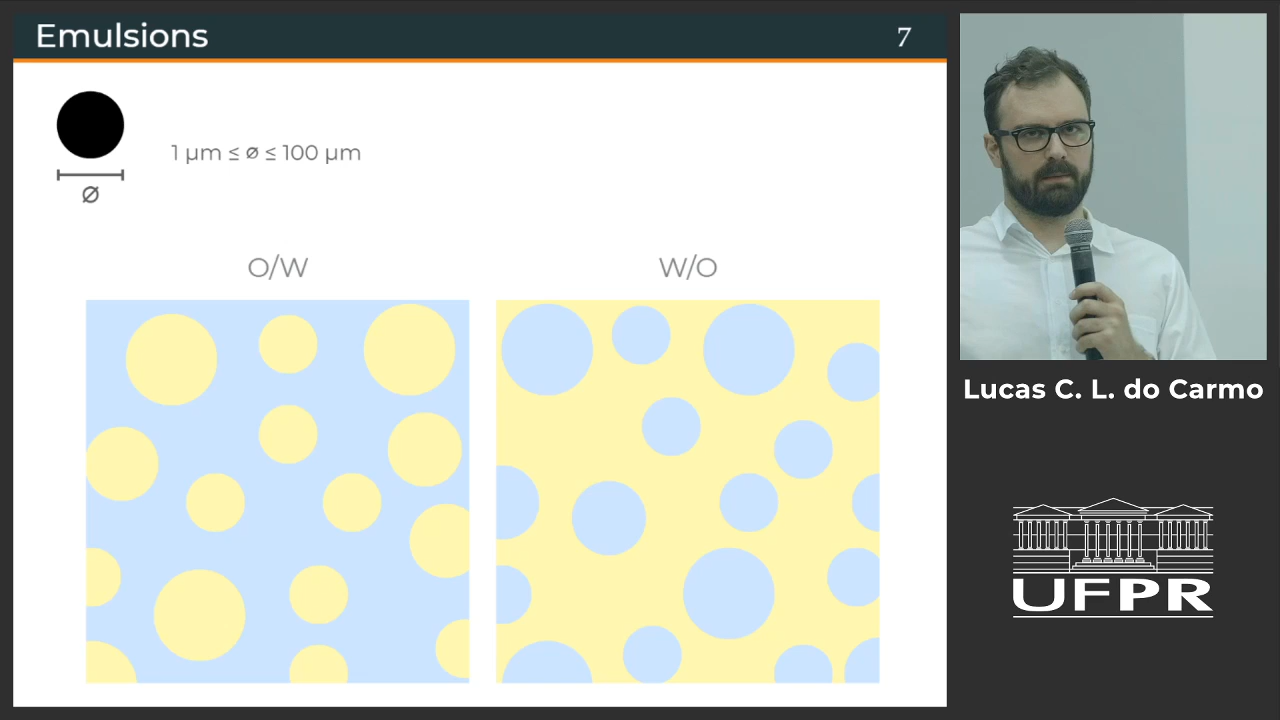 Emulsions
7
1 µm ≤ ⌀ ≤ 100 µm
⌀
O/W
W/O
Lucas C. L. do Carmo
UFPR